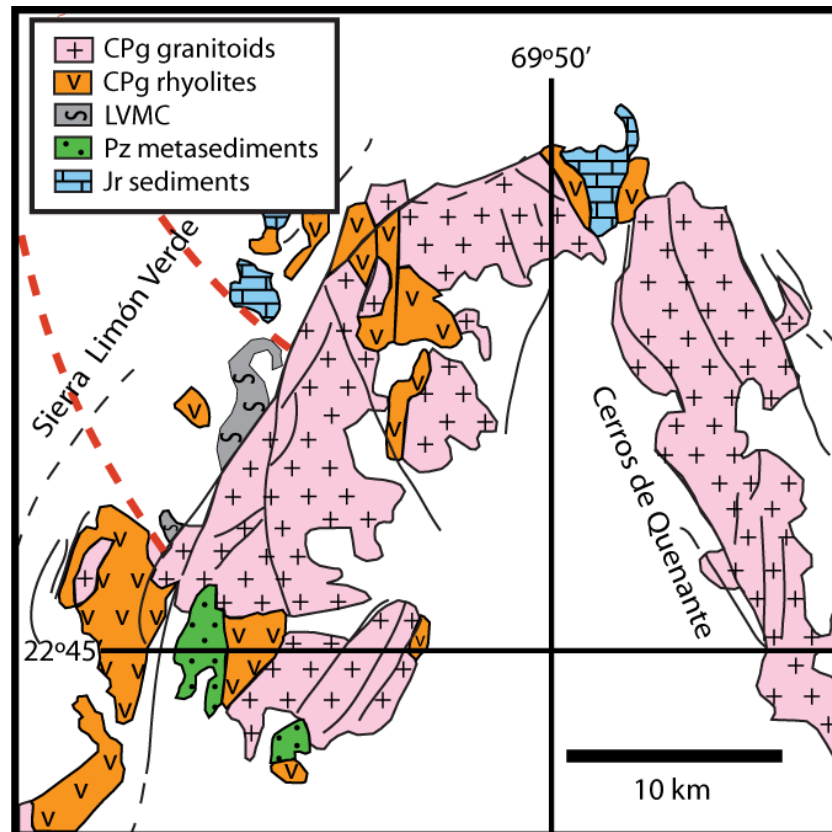 CPg granitoids
CPg rhyolites
LVMC
Pz metasediments
Jr sediments
69º50’
Sierra Limón Verde
Cerros de Quenante
22º45'
10 km